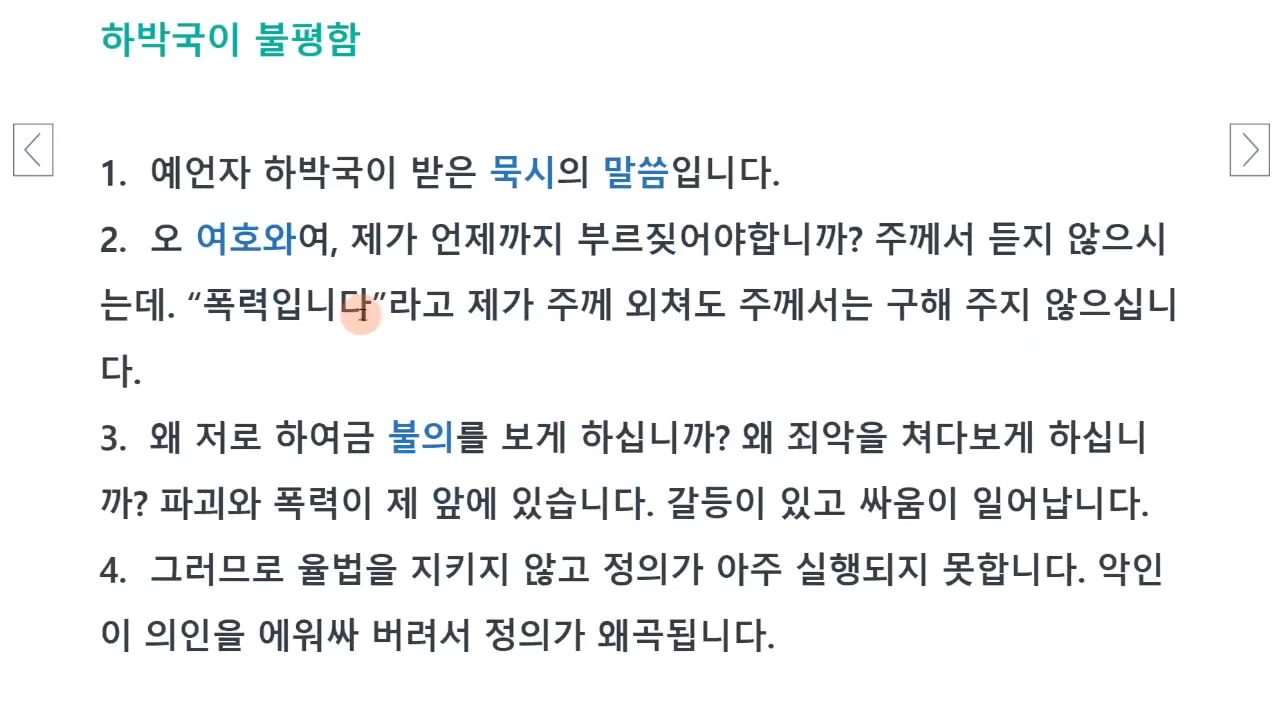 하박국이 불평함
1. 예언자 하박국이 받은 묵시의 말씀입니다.
2. 오 여호와여, 제가 언제까지 부르짖어야합니까? 주께서 듣지 않으시
는데. “폭력입니다”라고 제가 주께 외쳐도 주께서는 구해 주지 않으십니
다.
3. 왜 저로 하여금 불의를 보게 하십니까? 왜 죄악을 쳐다보게 하십니
까? 파괴와 폭력이 제 앞에 있습니다. 갈등이 있고 싸움이 일어납니다.
4. 그러므로 율법을 지키지 않고 정의가 아주 실행되지 못합니다. 악인
이 의인을 에워싸 버려서 정의가 왜곡됩니다.